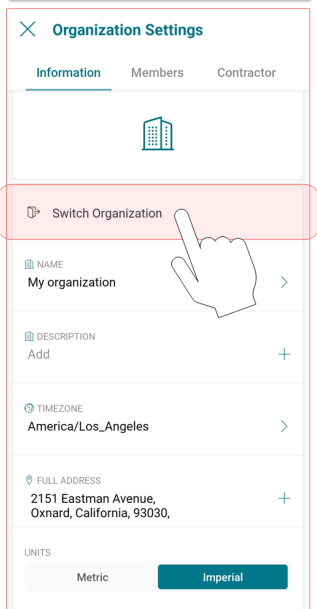 Organization Settings
Information Members Contractor
Switch Organization
NAME
My organization
DESCRIPTION
Add
TIMEZONE
America/Los_Angeles
FULL ADDRESS
2151 Eastman Avenue,
Oxnard, California, 93030,
UNITS
Metric Imperial